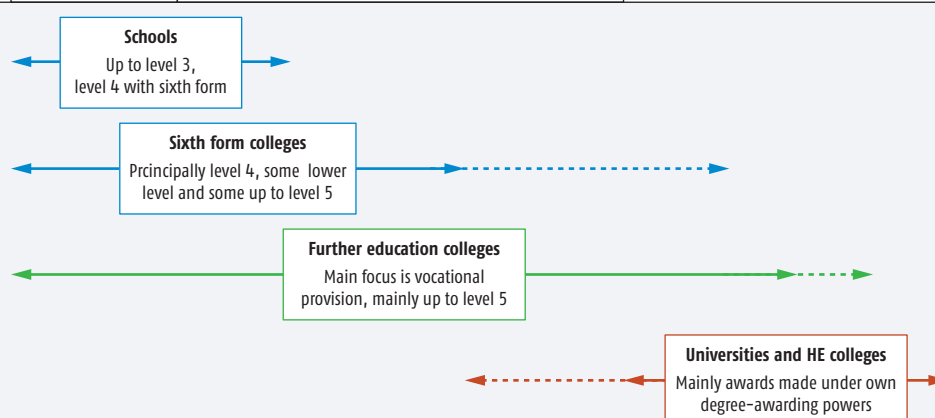 Schools
Up to level 3,
level 4 with sixth form
Sixth form colleges
Prcincipally level 4, some lower
level and some up to level 5
Further education colleges
Main focus is vocational
provision, mainly up to level 5
Universities and HE colleges
Mainly awards made under own
degree-awarding powers